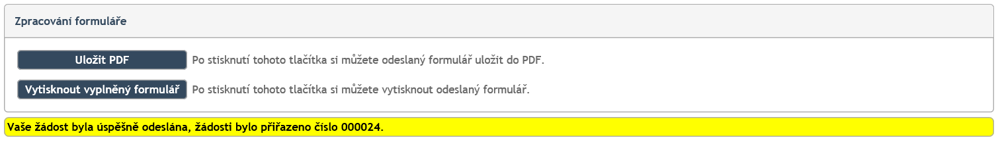 Zpracování formuláře
Uložit PDF Po stisknutí tohoto tlačítka si můžete odeslaný formulář uložit do PDF.
Vytisknout vyplněný formulář Po stisknutí tohoto tlačítka si můžete vytisknout odeslaný formulář.
Vaše žádost byla úspěšně odeslána, žádosti bylo přiřazeno číslo 000024.